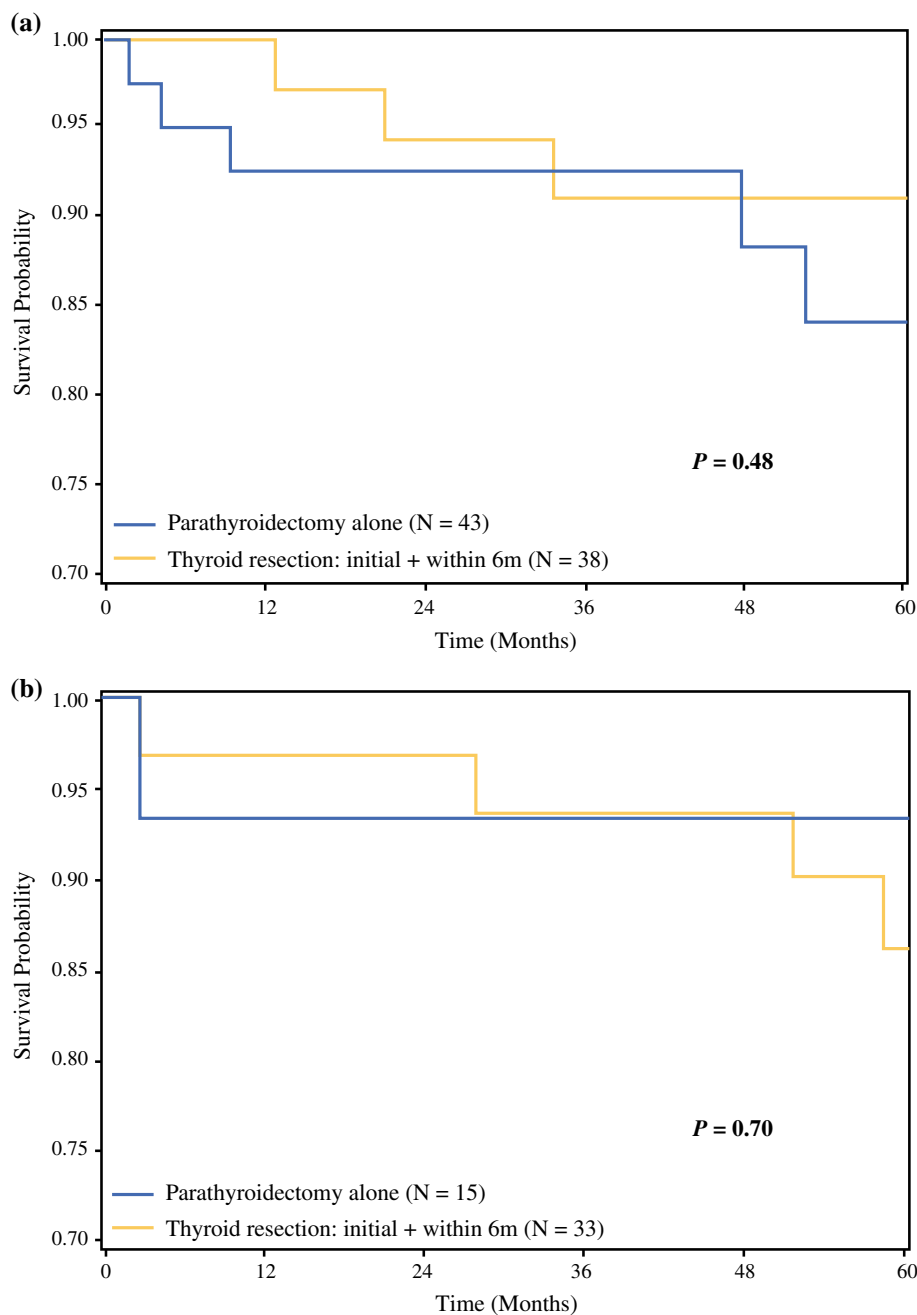 (a)
1.00
0.95
0.90
0.85
0.80
0.75
0.70
Survival Probability
P = 0.48
Parathyroidectomy alone (N = 43)
Thyroid resection: initial + within 6m (N = 38)
0 12 24 36 48 60
Time (Months)
(b)
1.00
0.95
0.90
0.85
0.80
0.75
0.70
Survival Probability
P = 0.70
Parathyroidectomy alone (N = 15)
Thyroid resection: initial + within 6m (N = 33)
0 12 24 36 48 60
Time (Months)